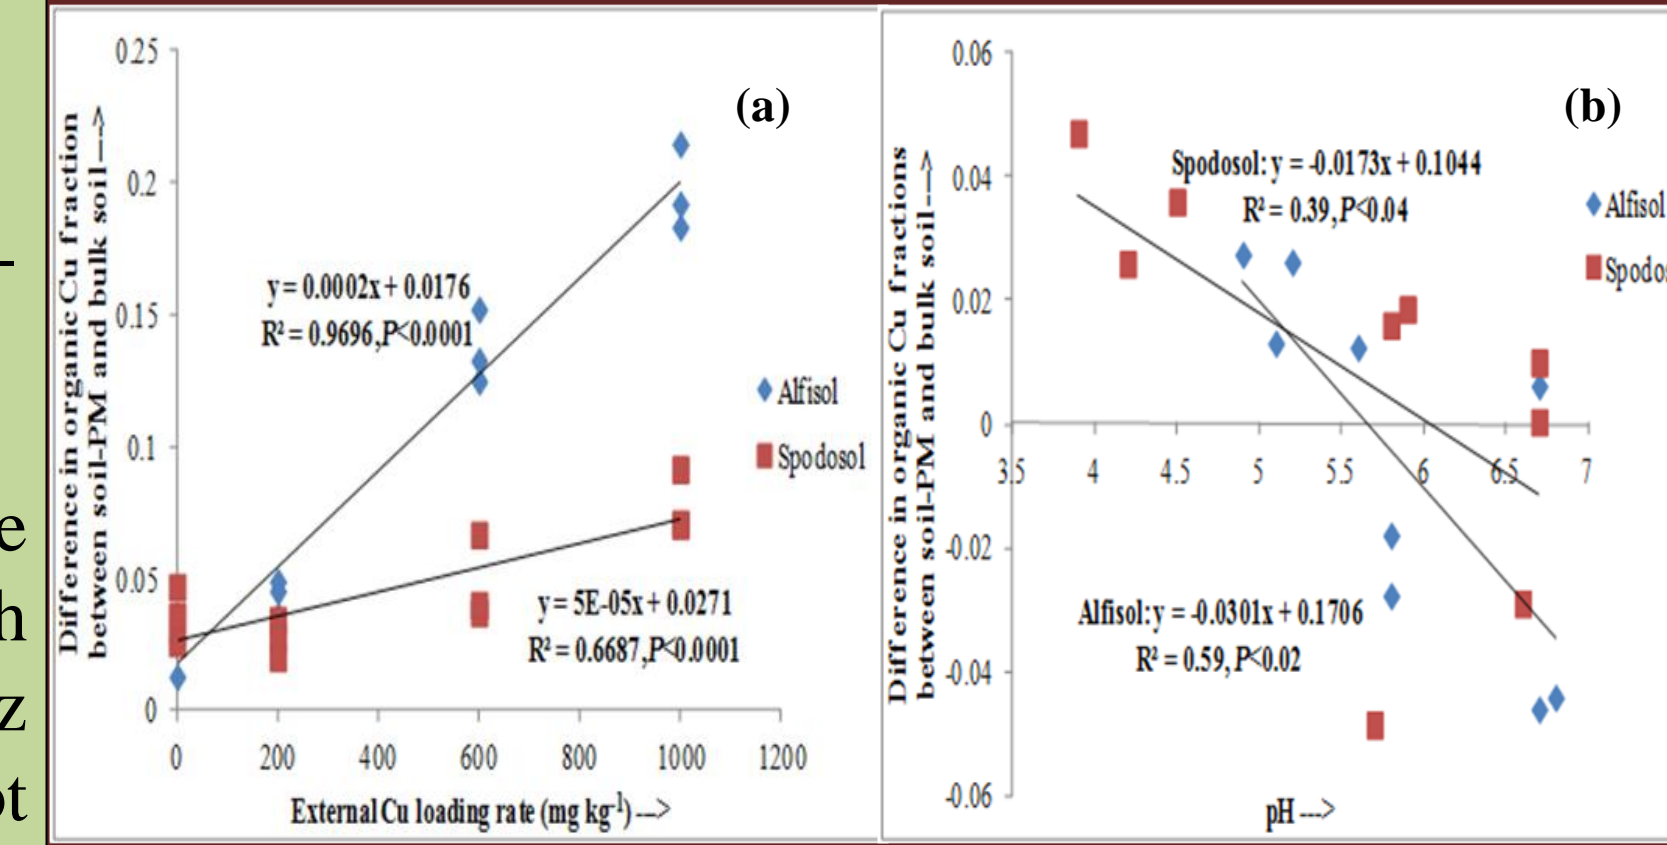 e
h
z
ot
Difference in organic Cu fraction
between soil-PM and bulk soil--->
0.25
0.2
0.15
0.1
0.05
0
(a)
y = 0.0002x + 0.0176
R² = 0.9696, P<0.0001
Alfisol
Spodosol
y = 5E-05x + 0.0271
R² = 0.6687, P<0.0001
0 200 400 600 800 1000 1200
External Cu loading rate (mg kg⁻¹) --->
Difference in organic Cu fractions
between soil-PM and bulk soil--->
0.06
0.04
0.02
0
-0.02
-0.04
-0.06
(b)
Spodosol: y = -0.0173x + 0.1044
R² = 0.39, P<0.04
Alfisol
Spodos
3.5 4 4.5 5 5.5 6 6.5 7
Alfisol: y = -0.0301x + 0.1706
R² = 0.59, P<0.02
pH --->